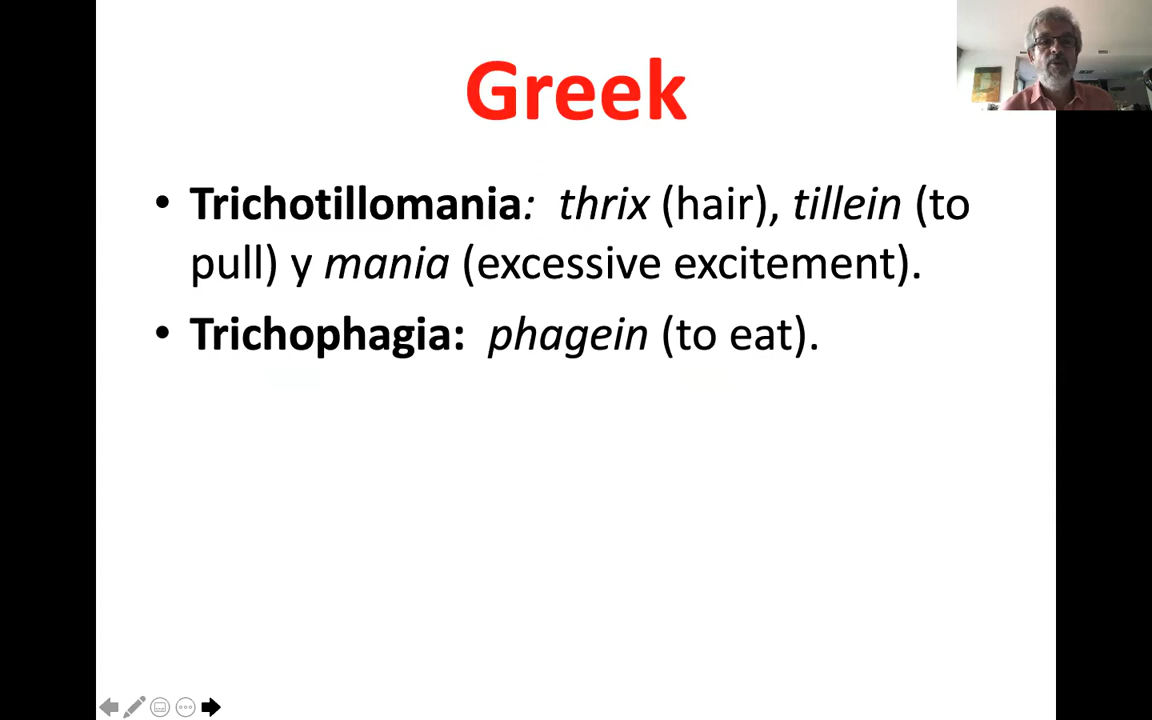 Greek
• Trichotillomania: thrix (hair), tillein (to
pull) y mania (excessive excitement).
• Trichophagia: phagein (to eat).